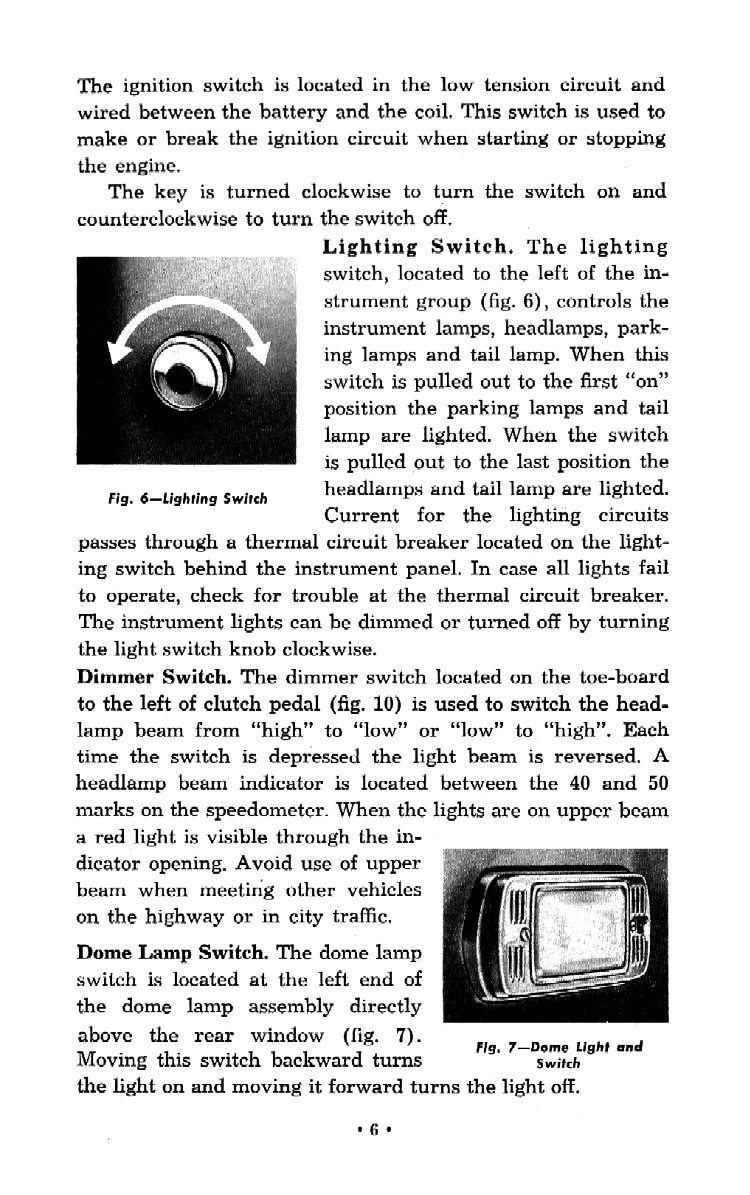 The ignition switch is located in the low tension circuit and
wired between the battery and the coil. This switch is used to
make or break the ignition circuit when starting or stopping
the engine.
The key is turned clockwise to turn the switch on and
counterclockwise to turn the switch off.
Lighting Switch. The lighting
switch, located to the left of the in-
strument group (fig. 6), controls the
instrument lamps, headlamps, park-
ing lamps and tail lamp. When this
switch is pulled out to the first “on”
position the parking lamps and tail
lamp are lighted. When the switch
is pulled out to the last position the
headlamps and tail lamp are lighted.
Current for the lighting circuits
Fig. 6—Lighting Switch
passes through a thermal circuit breaker located on the light-
ing switch behind the instrument panel. In case all lights fail
to operate, check for trouble at the thermal circuit breaker.
The instrument lights can be dimmed or turned off by turning
the light switch knob clockwise.
Dimmer Switch. The dimmer switch located on the toe-board
to the left of clutch pedal (fig. 10) is used to switch the head-
lamp beam from “high” to “low” or “low” to “high”. Each
time the switch is depressed the light beam is reversed. A
headlamp beam indicator is located between the 40 and 50
marks on the speedometer. When the lights are on upper beam
a red light is visible through the in-
dicator opening. Avoid use of upper
beam when meeting other vehicles
on the highway or in city traffic.
Dome Lamp Switch. The dome lamp
switch is located at the left end of
the dome lamp assembly directly
above the rear window (fig. 7).
Moving this switch backward turns
Fig. 7—Dome Light and
Switch
the light on and moving it forward turns the light off.
• 6 •